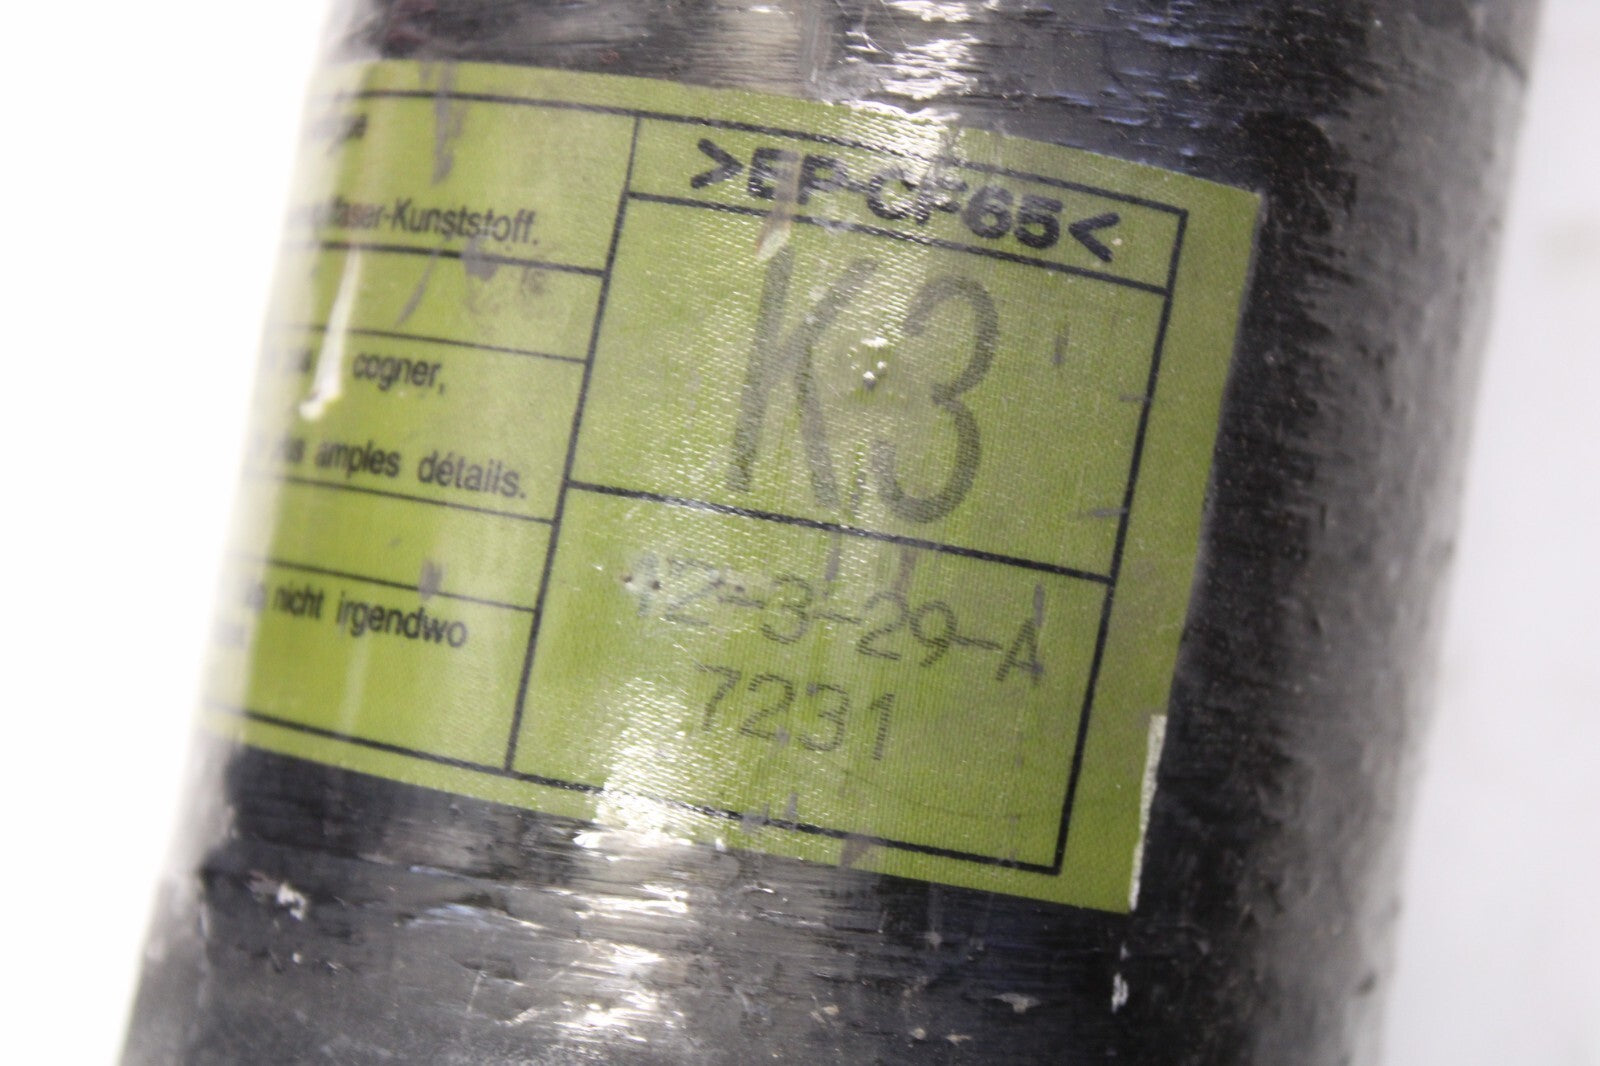 >EP-CF65<
faser-Kunststoff.
K3
cogner,
amples détails.
12-3-29-A
nicht irgendwo
7231